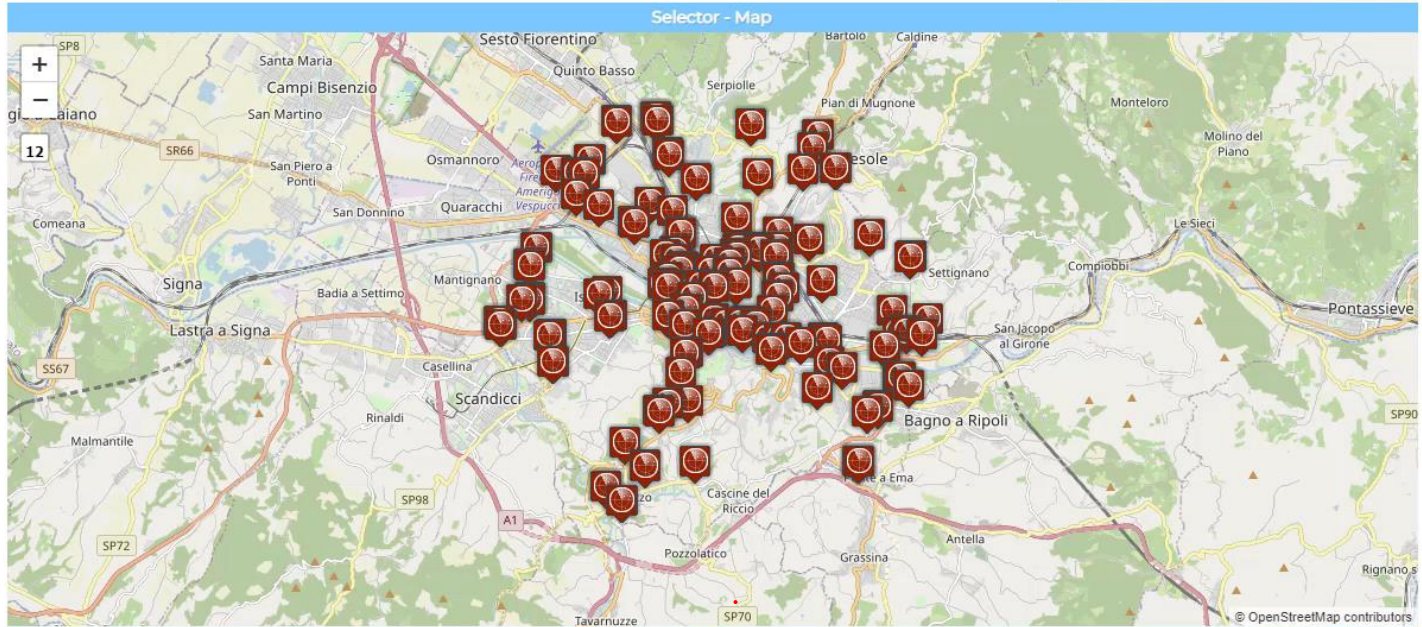 Selector - Map
SP8
+
−
12
Santa Maria
Campi Bisenzio
San Martino
Sesto Fiorentino
Quinto Basso
Serpiolle
Bartolo
Caldine
Pian di Mugnone
Monteloro
Molino del
Piano
SR66
San Piero a
Ponti
Osmannoro
San Donnino
Quaracchi
Comeana
Le Sieci
Signa
Mantignano
Badia a Settimo
Settignano
Compiobbi
Pontassieve
Lastra a Signa
San Jacopo
al Girone
SS67
Casellina
Scandicci
Rinaldi
Bagno a Ripoli
SP90
Malmantile
SP98
Cascine del
Riccio
A1
SP72
Pozzolatico
Antella
Grassina
Rignano s
SP70
Tavarnuzze
© OpenStreetMap contributors